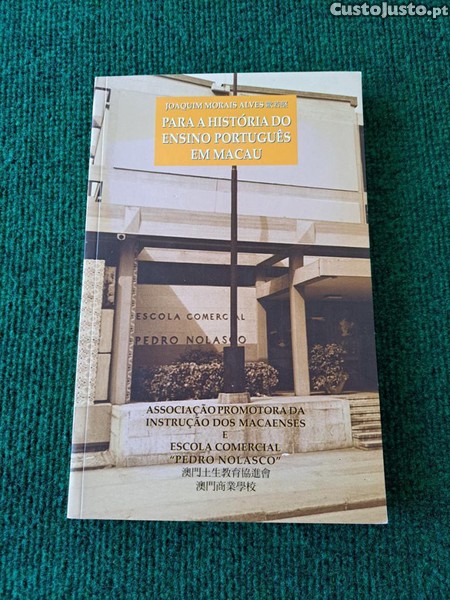 CustoJusto.pt
JOAQUIM MORAIS ALVES
PARA A HISTÓRIA DO
ENSINO PORTUGUÊS
EM MACAU
ESCOLA COMERCIAL
PEDRO NOLASCO
ASSOCIAÇÃO PROMOTORA DA
INSTRUÇÃO DOS MACAENSES
E
ESCOLA COMERCIAL
"PEDRO NOLASCO"
澳門土生教育協進會
澳門商業學校